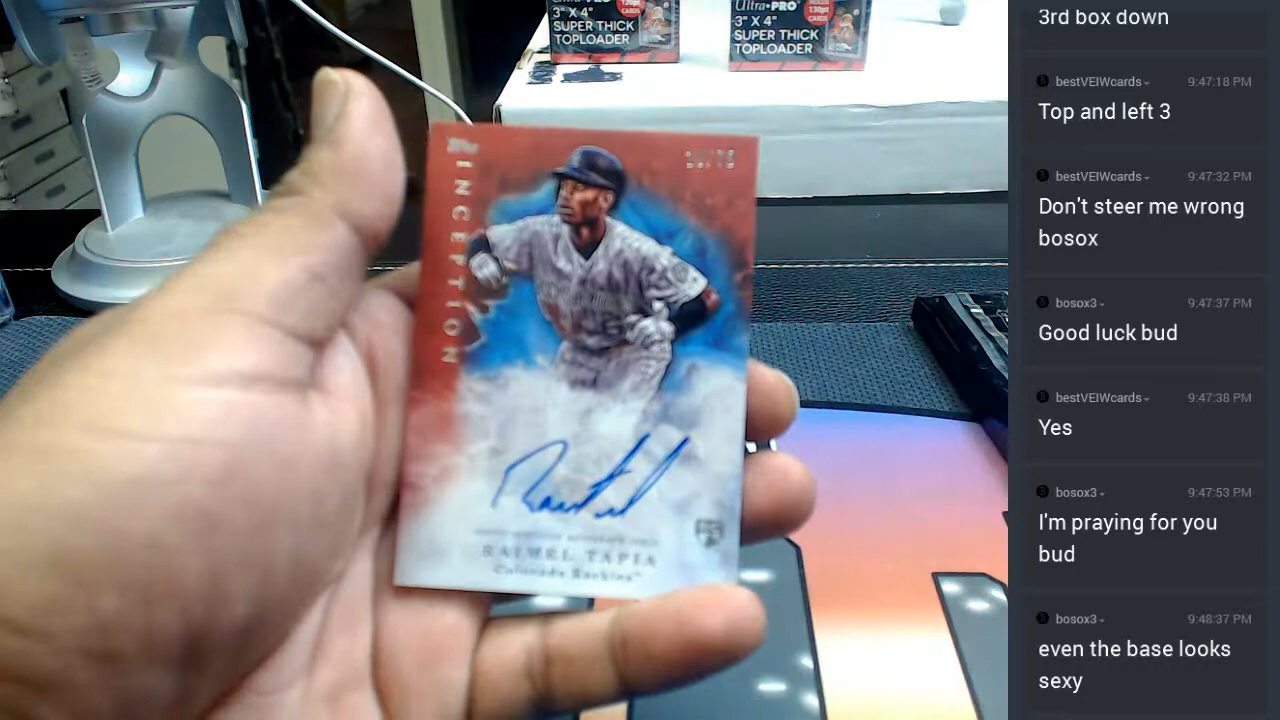 3" X 4"
SUPER THICK
TOPLOADER
Ultra•PRO
3" X 4"
SUPER THICK
TOPLOADER
130pt
CARDS
INCEPTION
RAIMEL TAPIA
Colorado Rockies™
3rd box down
bestVEIWcards
9:47:18 PM
Top and left 3
bestVEIWcards
9:47:32 PM
Don't steer me wrong
bosox
bosox3
9:47:37 PM
Good luck bud
bestVEIWcards
9:47:38 PM
Yes
bosox3
9:47:53 PM
I'm praying for you
bud
bosox3
9:48:37 PM
even the base looks
sexy